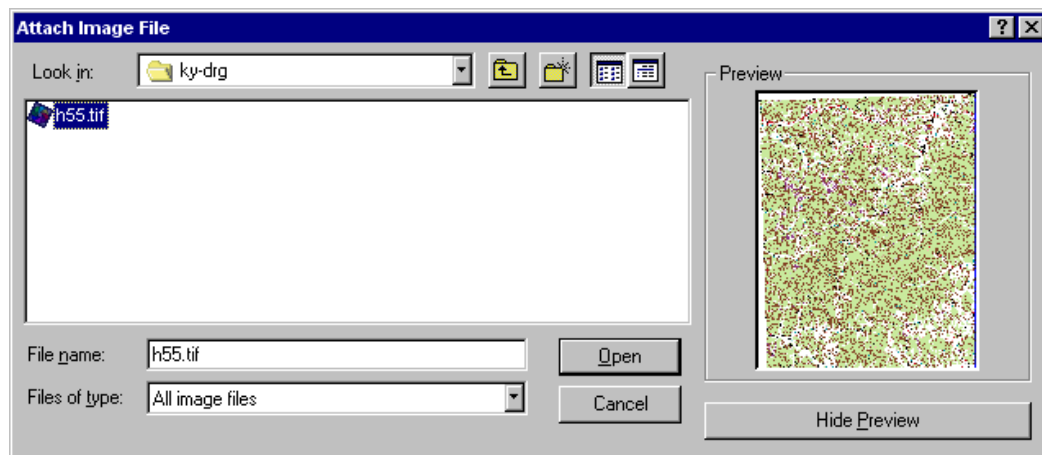 Attach Image File
Look in: ky-drg
Preview
h55.tif
File name: h55.tif
Open
Files of type: All image files
Cancel
Hide Preview